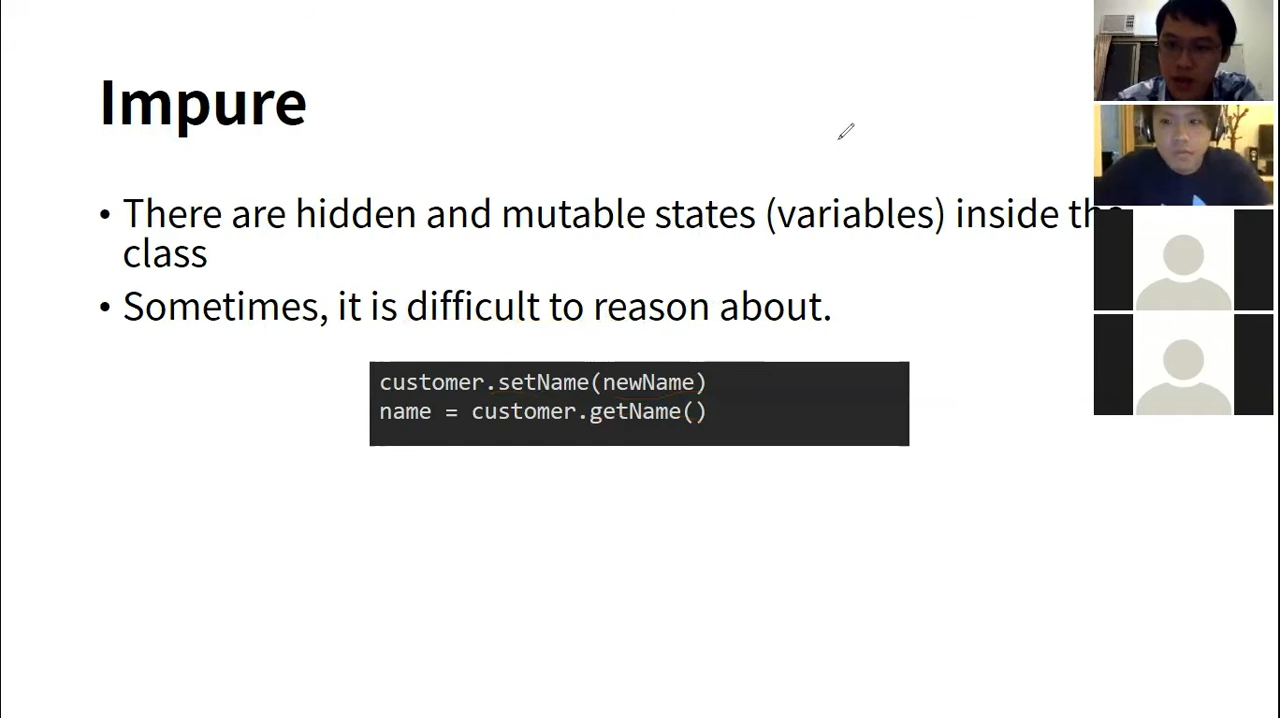 Impure
• There are hidden and mutable states (variables) inside the
class
• Sometimes, it is difficult to reason about.
customer.setName(newName)
name = customer.getName()